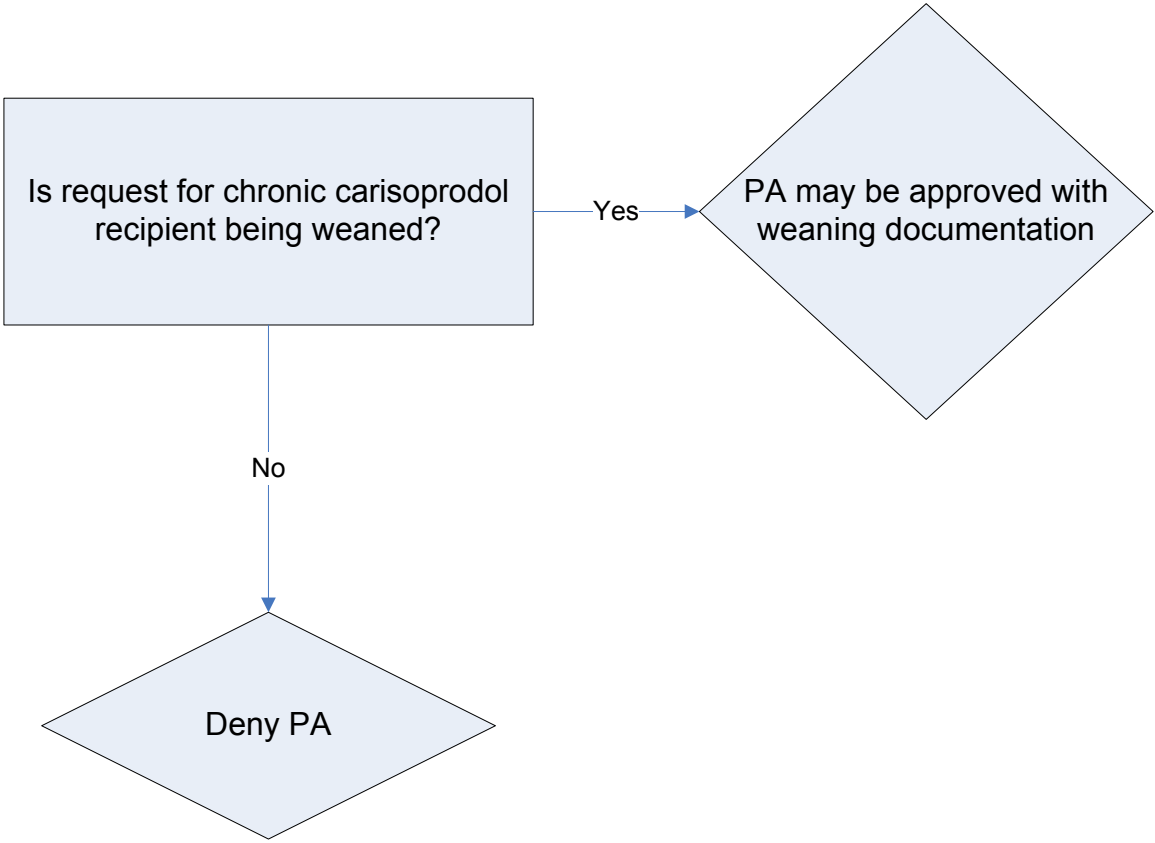 Is request for chronic carisoprodol
recipient being weaned?
Yes
PA may be approved with
weaning documentation
No
Deny PA